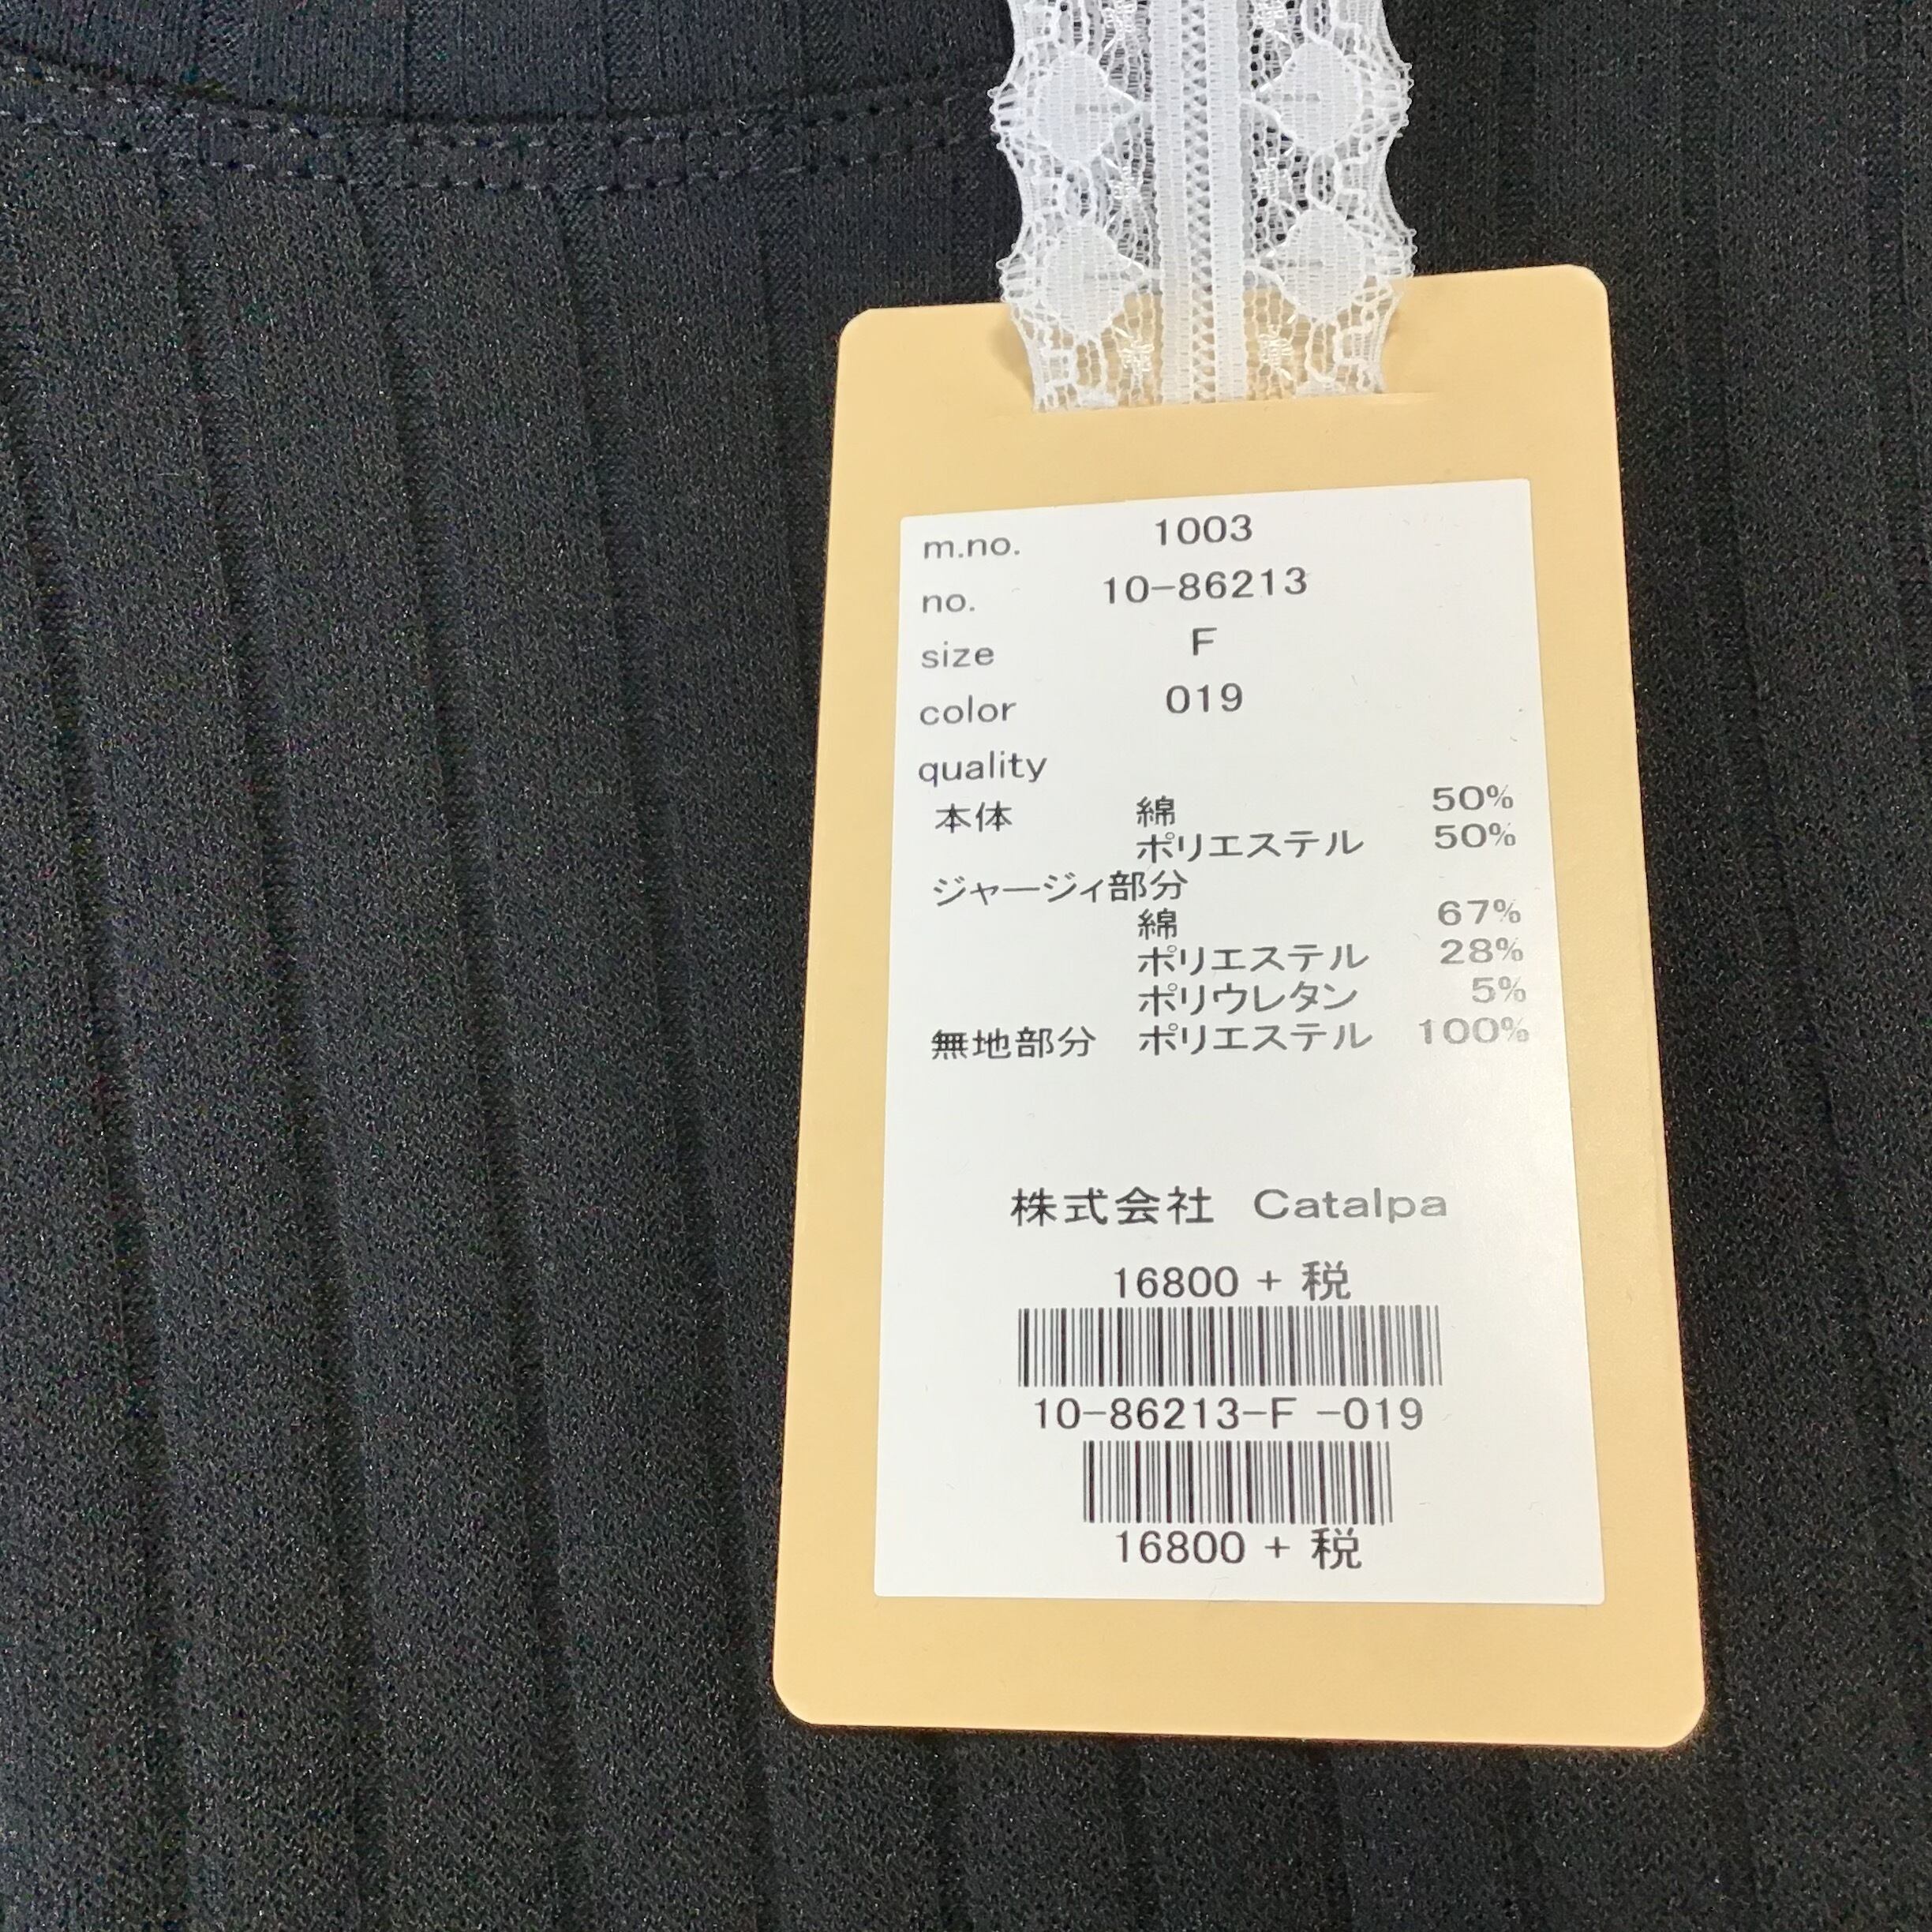 m.no. 1003
no. 10-86213
size F
color 019
quality
本体 綿 50%
ポリエステル 50%
ジャージィ部分
綿 67%
ポリエステル 28%
ポリウレタン 5%
無地部分 ポリエステル 100%
株式会社 Catalpa
16800 + 税
10-86213-F -019
16800 + 税